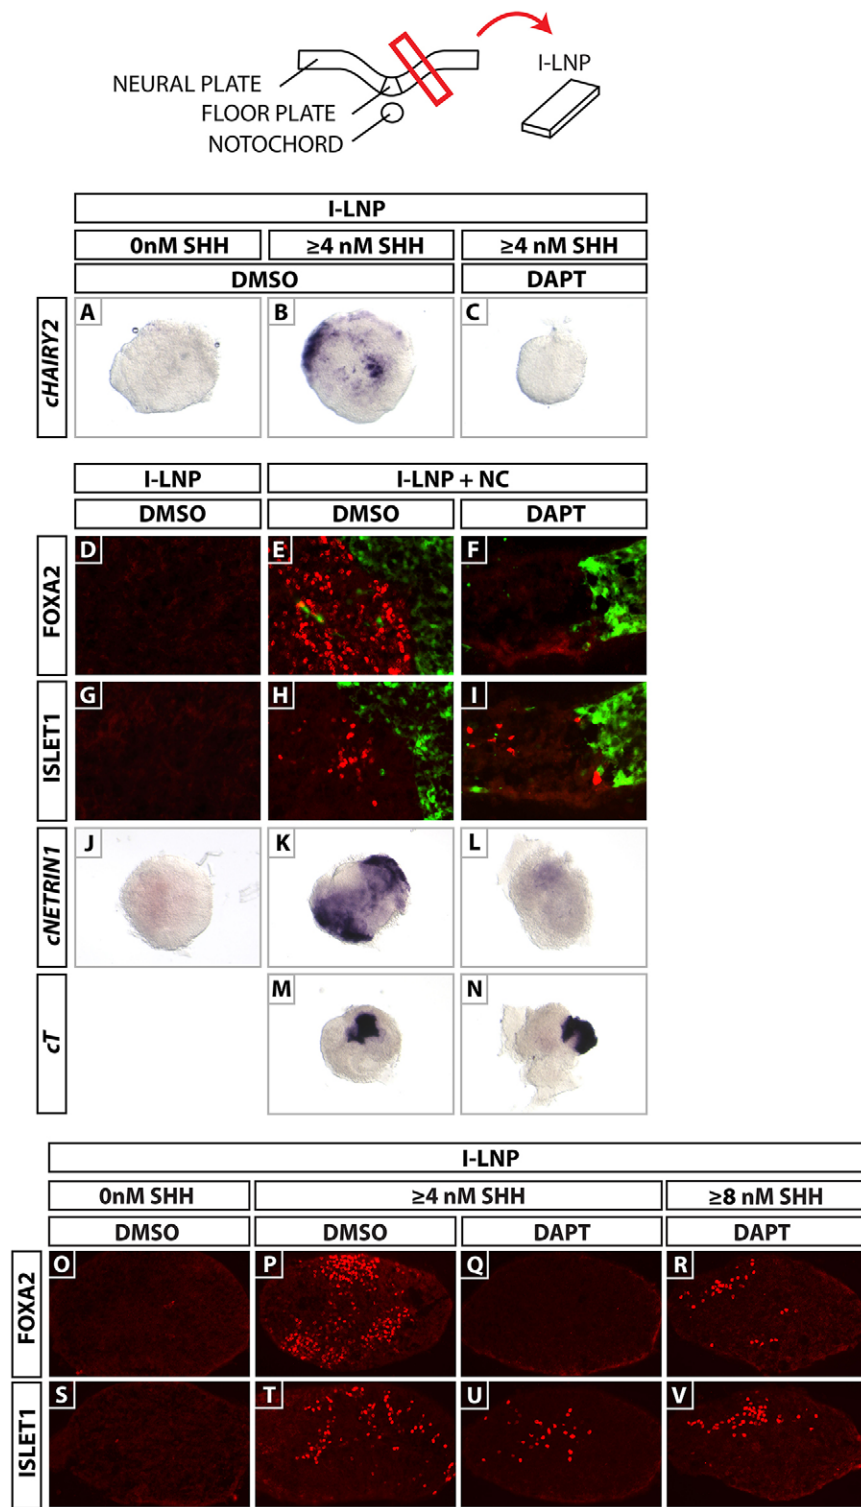 NEURAL PLATE
FLOOR PLATE
NOTOCHORD
I-LNP
I-LNP
0nM SHH ≥4 nM SHH ≥4 nM SHH
DMSO DAPT
cHAIRY2
A B C
I-LNP I-LNP + NC
DMSO DMSO DAPT
FOXA2
D E F
ISLET1
G H I
cNETRIN1
J K L
cT
M N
I-LNP
0nM SHH ≥4 nM SHH ≥8 nM SHH
DMSO DMSO DAPT DAPT
FOXA2
O P Q R
ISLET1
S T U V